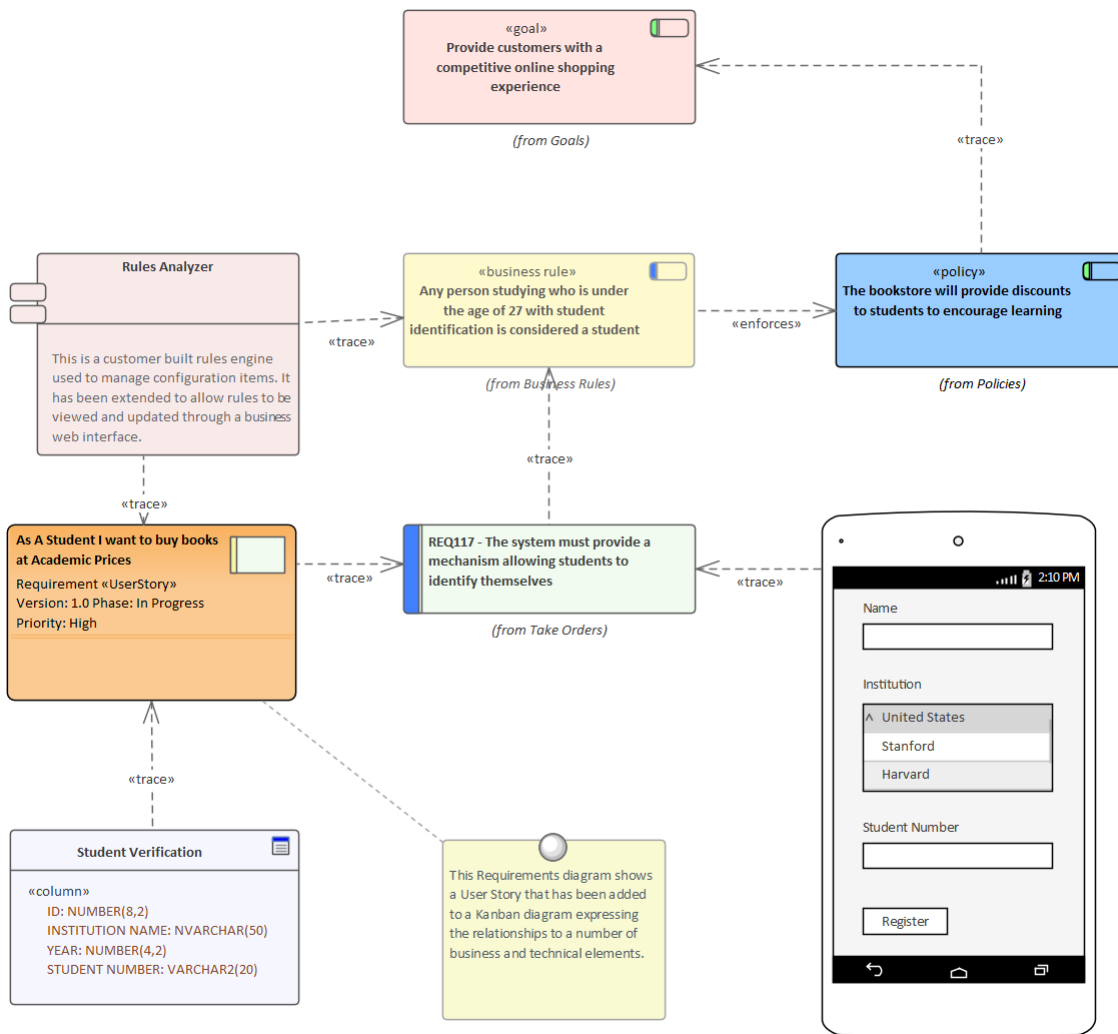 «goal»
Provide customers with a
competitive online shopping
experience
(from Goals)
«trace»
Rules Analyzer
This is a customer built rules engine
used to manage configuration items. It
has been extended to allow rules to be
viewed and updated through a business
web interface.
«trace»
«business rule»
Any person studying who is under
the age of 27 with student
identification is considered a student
(from Business Rules)
«enforces»
«policy»
The bookstore will provide discounts
to students to encourage learning
(from Policies)
«trace»
«trace»
As A Student I want to buy books
at Academic Prices
Requirement «UserStory»
Version: 1.0 Phase: In Progress
Priority: High
«trace»
REQ117 - The system must provide a
mechanism allowing students to
identify themselves
(from Take Orders)
«trace»
2:10 PM
Name
Institution
^ United States
Stanford
Harvard
Student Number
Register
«trace»
Student Verification
«column»
ID: NUMBER(8,2)
INSTITUTION NAME: NVARCHAR(50)
YEAR: NUMBER(4,2)
STUDENT NUMBER: VARCHAR2(20)
This Requirements diagram shows
a User Story that has been added
to a Kanban diagram expressing
the relationships to a number of
business and technical elements.